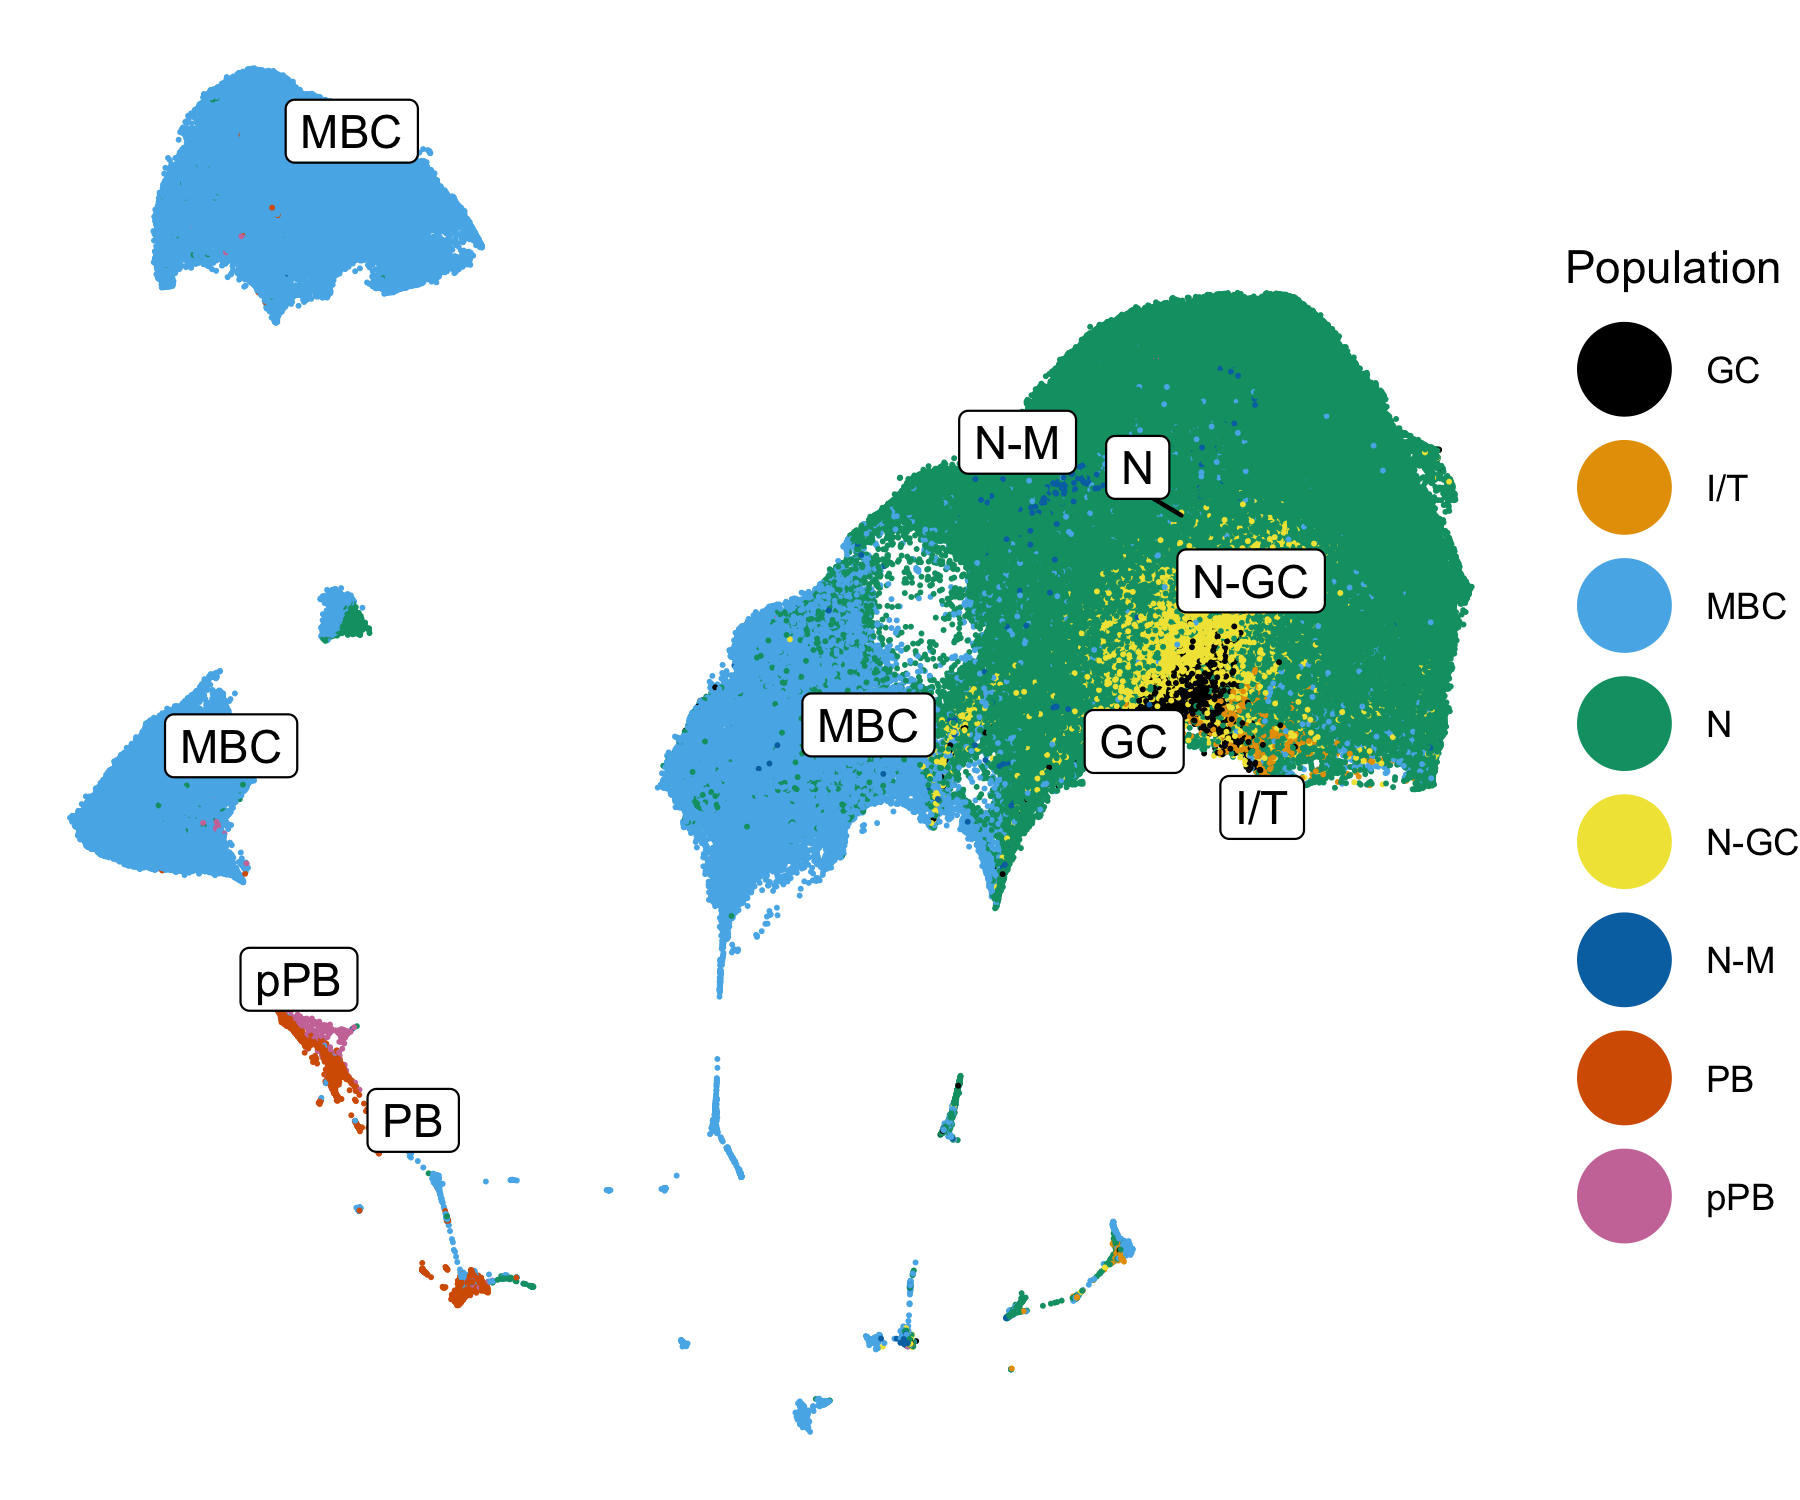 MBC
N-M
N
N-GC
MBC
MBC
GC
I/T
pPB
PB
Population
GC
I/T
MBC
N
N-GC
N-M
PB
pPB